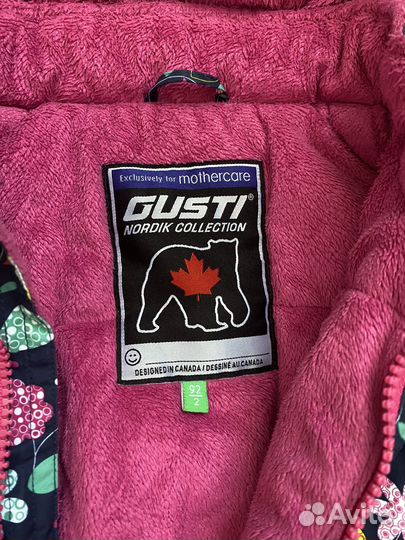 Exclusively for mothercare
GUSTI®
NORDIK COLLECTION
DESIGNED IN CANADA / DESSINÉ AU CANADA
92
2
Avito